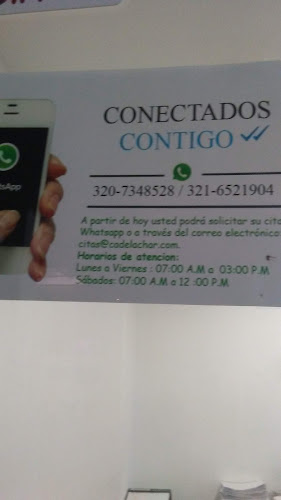 CONECTADOS
CONTIGO
320-7348528 / 321-6521904
A partir de hoy usted podrá solicitar su cita
Whatsapp o a través del correo electrónico
citas@codelachar.com.
Horarios de atencion:
Lunes a Viernes : 07:00 A.M a 03:00 P.M
Sábados: 07:00 A.M a 12 :00 P.M